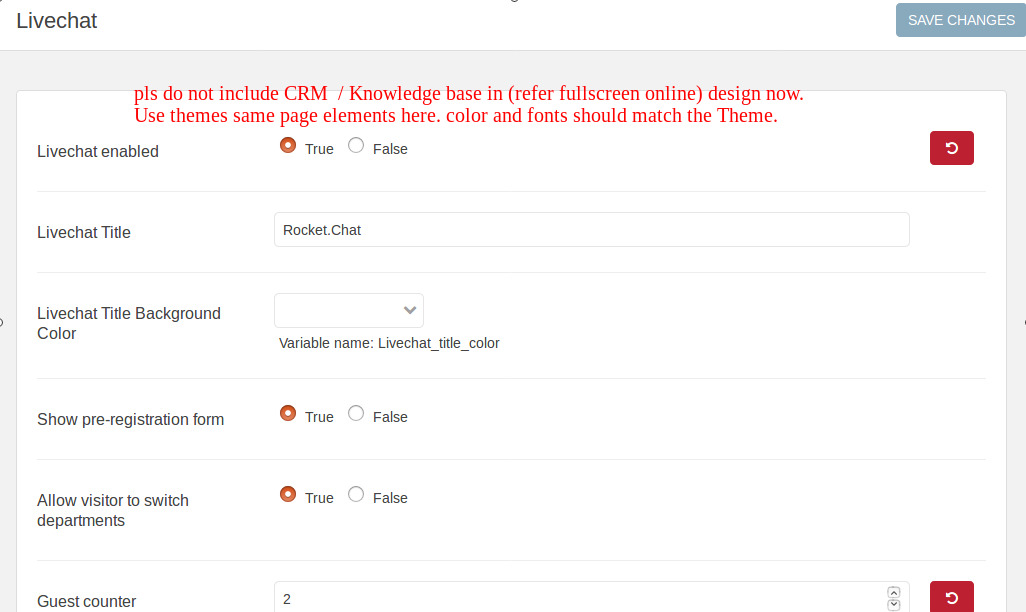 Livechat
SAVE CHANGES
pls do not include CRM / Knowledge base in (refer fullscreen online) design now.
Use themes same page elements here. color and fonts should match the Theme.
Livechat enabled
True
False
Livechat Title
Rocket.Chat
Livechat Title Background
Color
Variable name: Livechat_title_color
Show pre-registration form
True
False
Allow visitor to switch
departments
True
False
Guest counter
2